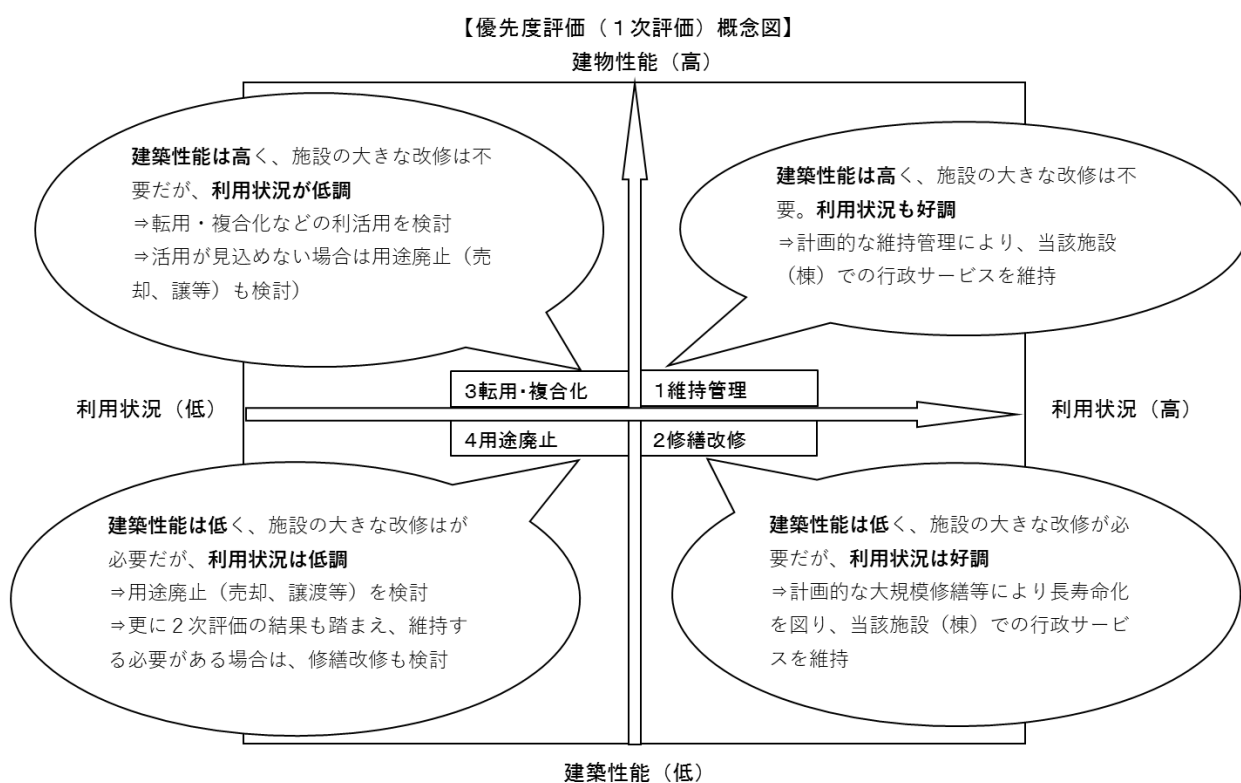 【優先度評価（１次評価）概念図】
建物性能（高）
建築性能は高く、施設の大きな改修は不
要だが、利用状況が低調
⇒転用・複合化などの利活用を検討
⇒活用が見込めない場合は用途廃止（売
却、譲等）も検討）
建築性能は高く、施設の大きな改修は不
要。利用状況も好調
⇒計画的な維持管理により、当該施設
（棟）での行政サービスを維持
3転用・複合化
1維持管理
利用状況（低）
利用状況（高）
4用途廃止
2修繕改修
建築性能は低く、施設の大きな改修はが
必要だが、利用状況は低調
⇒用途廃止（売却、譲渡等）を検討
⇒更に２次評価の結果も踏まえ、維持す
る必要がある場合は、修繕改修も検討
建築性能は低く、施設の大きな改修が必
要だが、利用状況は好調
⇒計画的な大規模修繕等により長寿命化
を図り、当該施設（棟）での行政サービ
スを維持
建築性能（低）